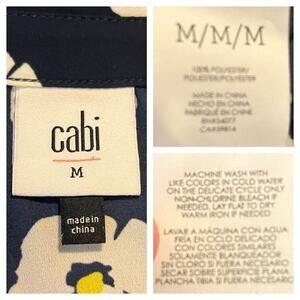 cabi
M
made in
china
M/M/M
100% POLYESTER/
POLIÉSTER/POLYESTER
MADE IN CHINA
HECHO EN CHINA
FABRIQUÉ EN CHINE
MACHINE WASH WITH
LIKE COLORS IN COLD WATER
ON THE DELICATE CYCLE ONLY
NON-CHLORINE BLEACH IF
NEEDED. LAY FLAT TO DRY
WARM IRON IF NEEDED
LAVAR A MÁQUINA CON AGUA
FRÍA EN CICLO DELICADO
CON COLORES SIMILARES
SOLAMENTE BLANQUEADOR
SIN CLORO SI FUERA NECESARIO
SECAR SOBRE SUPERFICIE PLANA
PLANCHA TIBIA SI FUERA NECESARIO